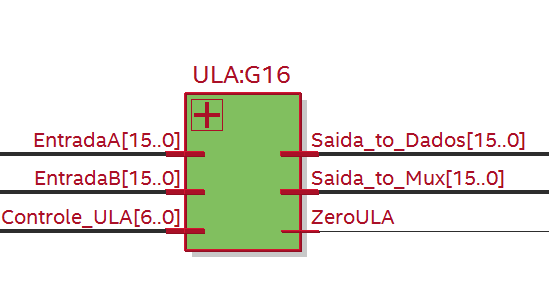 ULA:G16
EntradaA[15..0]
EntradaB[15..0]
Controle_ULA[6..0]
Saida_to_Dados[15..0]
Saida_to_Mux[15..0]
ZeroULA